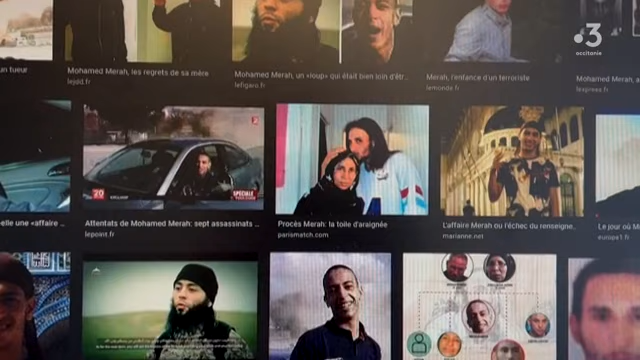 3
occitanie
un tueur
Mohamed Merah, les regrets de sa mère
lejdd.fr
Mohamed Merah, un «loup» qui était bien loin d'êtr...
lefigaro.fr
Merah, l'enfance d'un terroriste
lemonde.fr
Mohamed Merah,
lexpress.fr
20
SPÉCIALE
-elle une «affaire ...
Attentats de Mohamed Merah: sept assassinats ...
lepoint.fr
Procès Merah: la toile d'araignée
parismatch.com
L'affaire Merah ou l'échec du renseigne...
marianne.net
Le jour où M
europe1.fr